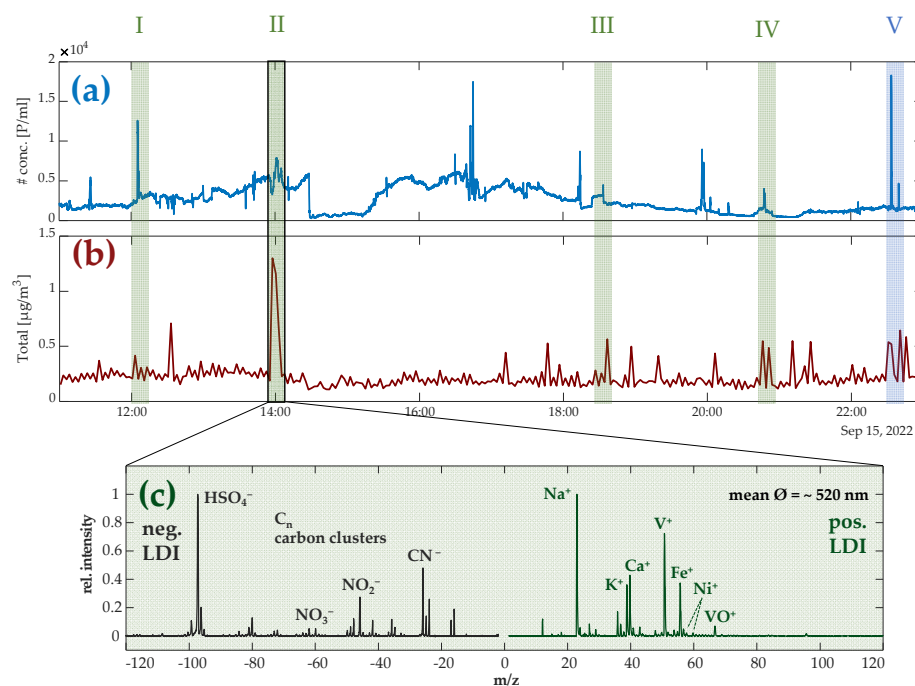 I II III IV V
×10⁴
2
1.5
1
0.5
0
# conc. [P/ml]
(a)
1.5
1
0.5
0
Total [μg/m³]
(b)
12:00 14:00 16:00 18:00 20:00 22:00
Sep 15, 2022
(c)
neg.
LDI
HSO₄⁻
Cₙ
carbon clusters
NO₃⁻
NO₂⁻
CN⁻
Na⁺
K⁺
Ca⁺
V⁺
Fe⁺
Ni⁺
VO⁺
mean Ø = ~ 520 nm
pos.
LDI
1
0.8
0.6
0.4
0.2
0
rel. intensity
-120 -100 -80 -60 -40 -20 0 20 40 60 80 100 120
m/z